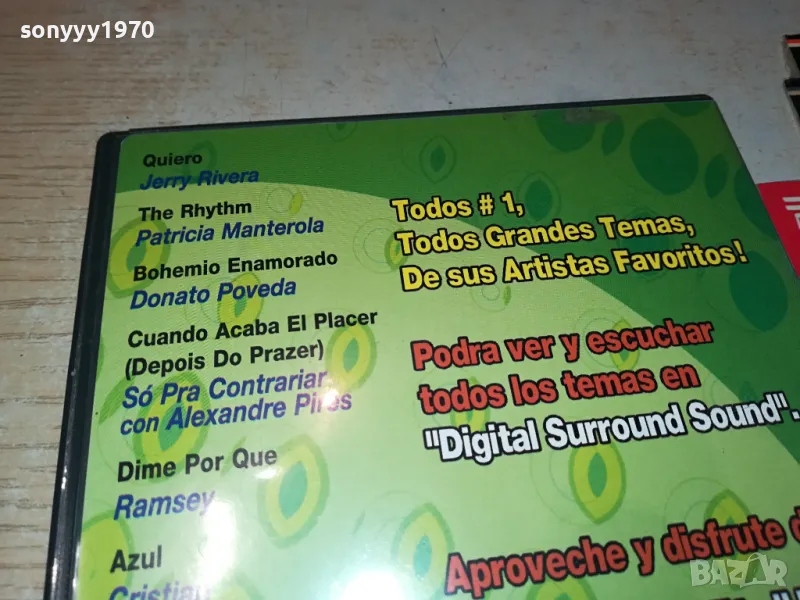 sonyyy1970
Quiero
Jerry Rivera
The Rhythm
Patricia Manterola
Bohemio Enamorado
Donato Poveda
Cuando Acaba El Placer
(Depois Do Prazer)
Só Pra Contrariar
con Alexandre Pires
Dime Por Que
Ramsey
Azul
Cristian
Todos # 1,
Todos Grandes Temas,
De sus Artistas Favoritos!
Podra ver y escuchar
todos los temas en
"Digital Surround Sound".
Aproveche y disfrute
BAZAR